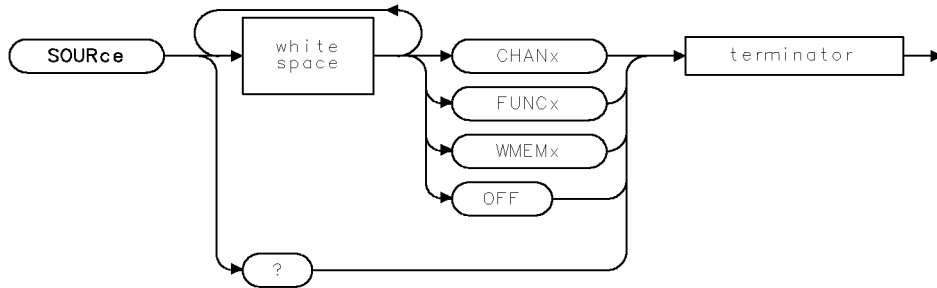 SOURce
white
space
CHANx
FUNCx
WMEMx
OFF
terminator
?